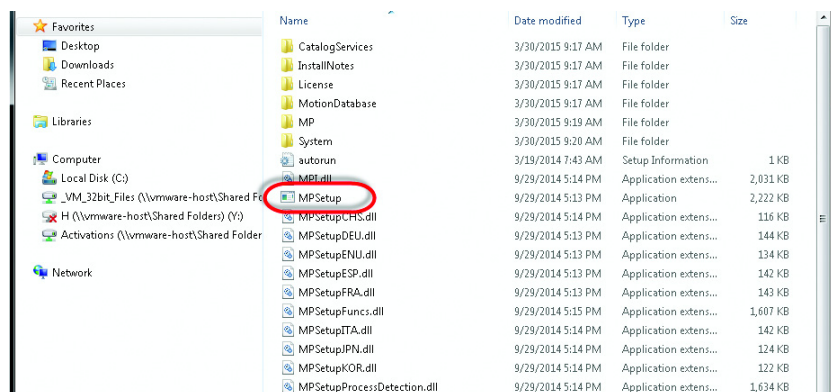 Name Date modified Type Size
Favorites
Desktop
Downloads
Recent Places
Libraries
Computer
Local Disk (C:)
_VM_32bit_Files (\\vmware-host\Shared Fo
H (\\vmware-host\Shared Folders) (Y:)
Activations (\\vmware-host\Shared Folder
Network
CatalogServices 3/30/2015 9:17 AM File folder
InstallNotes 3/30/2015 9:17 AM File folder
License 3/30/2015 9:17 AM File folder
MotionDatabase 3/30/2015 9:17 AM File folder
MP 3/30/2015 9:19 AM File folder
System 3/30/2015 9:20 AM File folder
autorun 3/19/2014 7:43 AM Setup Information 1 KB
MPI.dll 9/29/2014 5:14 PM Application extens... 2,031 KB
MPSetup 9/29/2014 5:13 PM Application 2,222 KB
MPSetupCHS.dll 9/29/2014 5:14 PM Application extens... 116 KB
MPSetupDEU.dll 9/29/2014 5:13 PM Application extens... 144 KB
MPSetupENU.dll 9/29/2014 5:13 PM Application extens... 134 KB
MPSetupESP.dll 9/29/2014 5:13 PM Application extens... 142 KB
MPSetupFRA.dll 9/29/2014 5:13 PM Application extens... 143 KB
MPSetupFuncs.dll 9/29/2014 5:15 PM Application extens... 1,607 KB
MPSetupITA.dll 9/29/2014 5:14 PM Application extens... 142 KB
MPSetupJPN.dll 9/29/2014 5:14 PM Application extens... 124 KB
MPSetupKOR.dll 9/29/2014 5:14 PM Application extens... 122 KB
MPSetupProcessDetection.dll 9/29/2014 5:14 PM Application extens... 1,634 KB